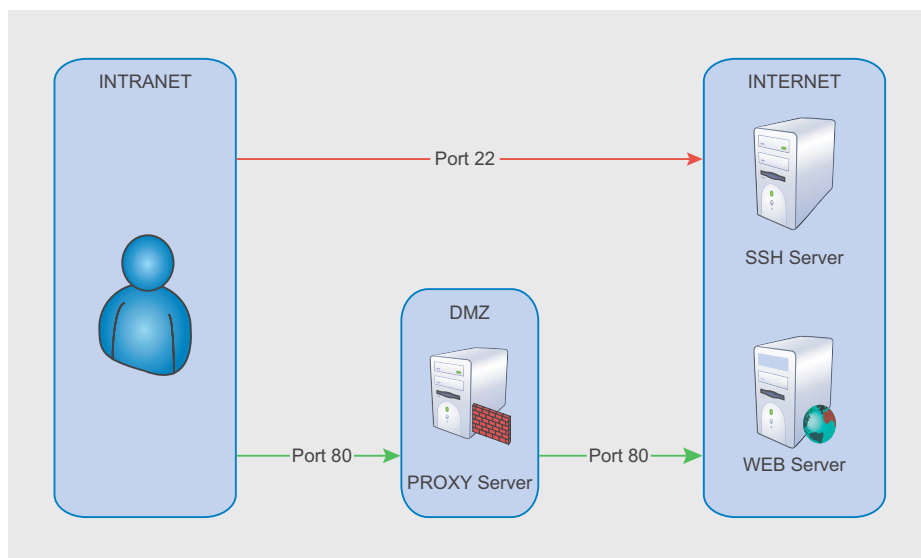 INTRANET
INTERNET
Port 22
SSH Server
DMZ
Port 80
Port 80
PROXY Server
WEB Server